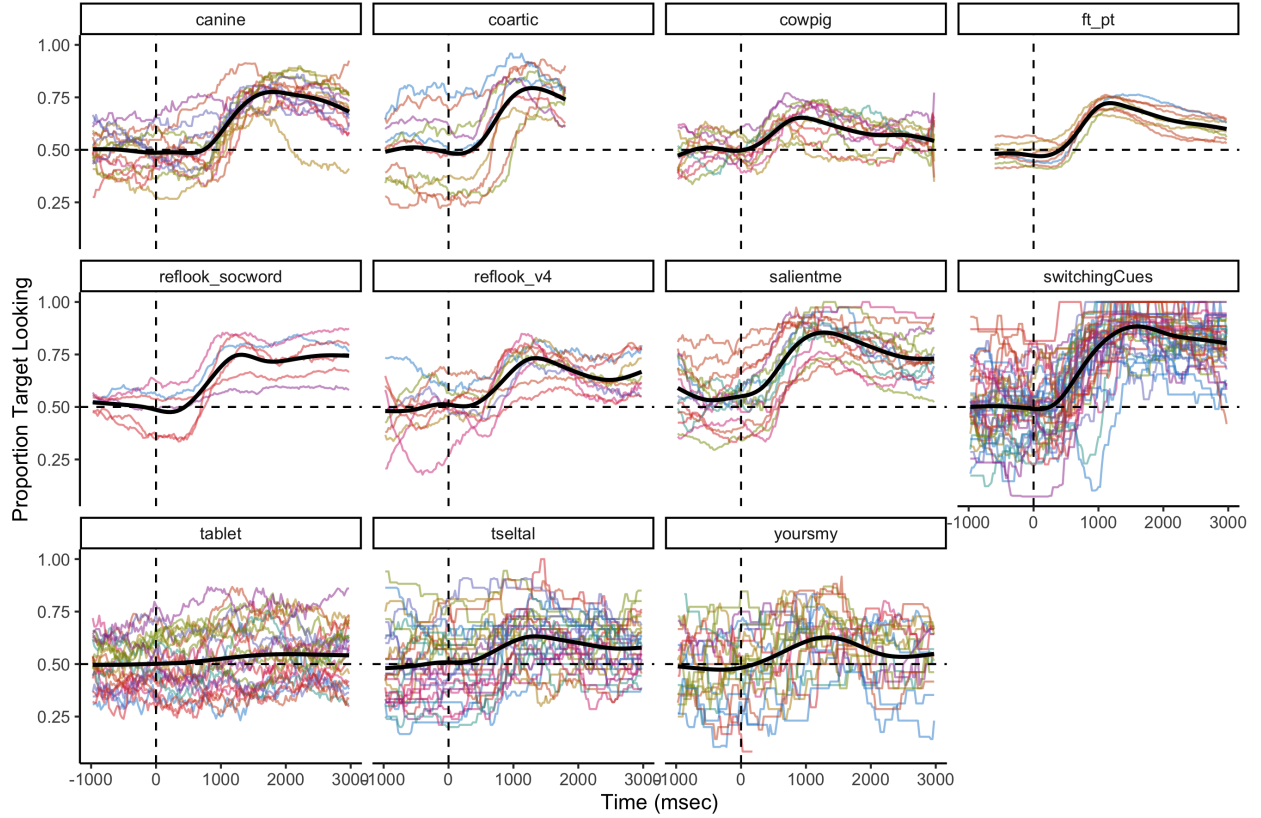 canine coartic cowpig ft_pt
1.00
0.75
0.50
0.25
reflook_socword reflook_v4 salientme switchingCues
1.00
0.75
0.50
0.25
-1000 0 1000 2000 3000
tablet tseltal yoursmy
1.00
0.75
0.50
0.25
-1000 0 1000 2000 3000 -1000 0 1000 2000 3000 -1000 0 1000 2000 3000
Time (msec)
Proportion Target Looking